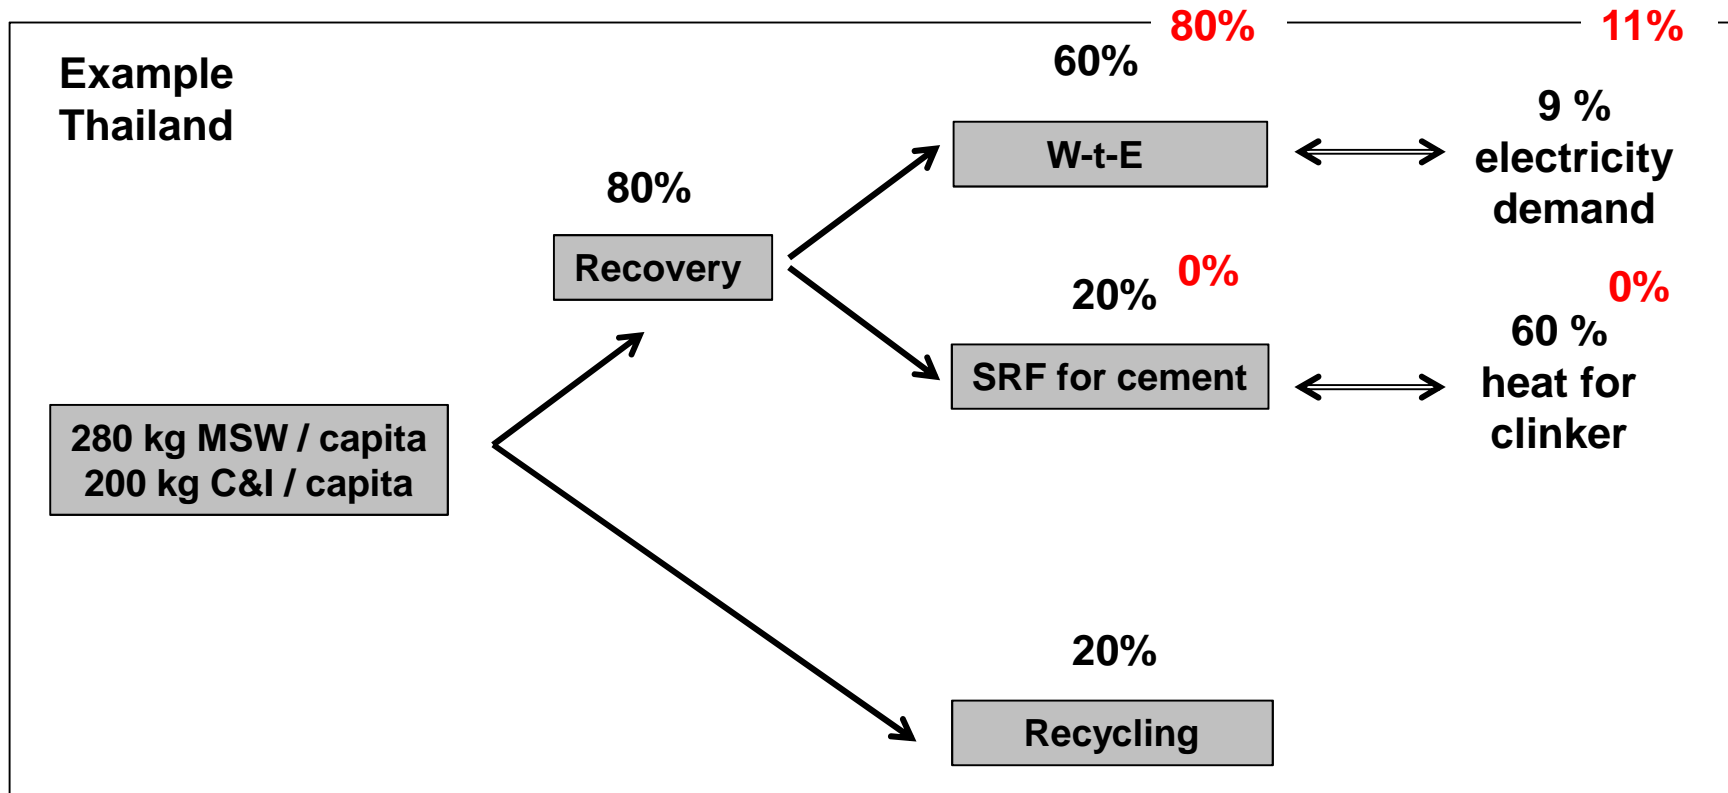 80%
11%
Example
Thailand
60%
9 %
electricity
demand
W-t-E
80%
Recovery
20%
0%
0%
60 %
heat for
clinker
SRF for cement
280 kg MSW / capita
200 kg C&I / capita
20%
Recycling